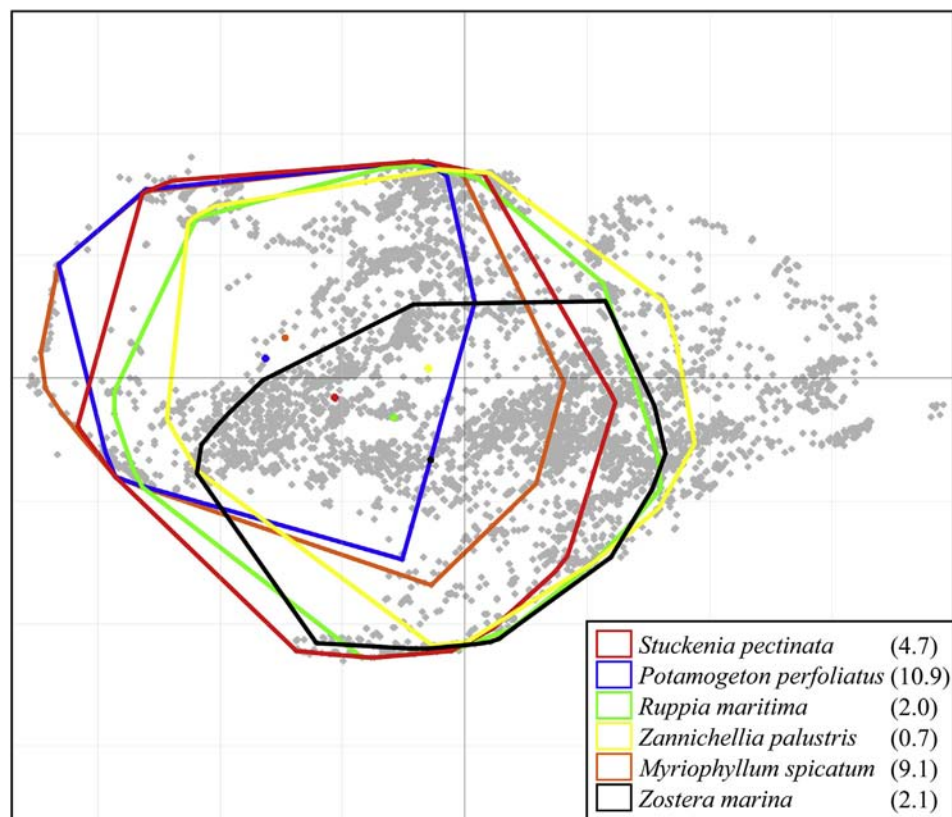 Stuckenia pectinata (4.7)
Potamogeton perfoliatus (10.9)
Ruppia maritima (2.0)
Zannichellia palustris (0.7)
Myriophyllum spicatum (9.1)
Zostera marina (2.1)